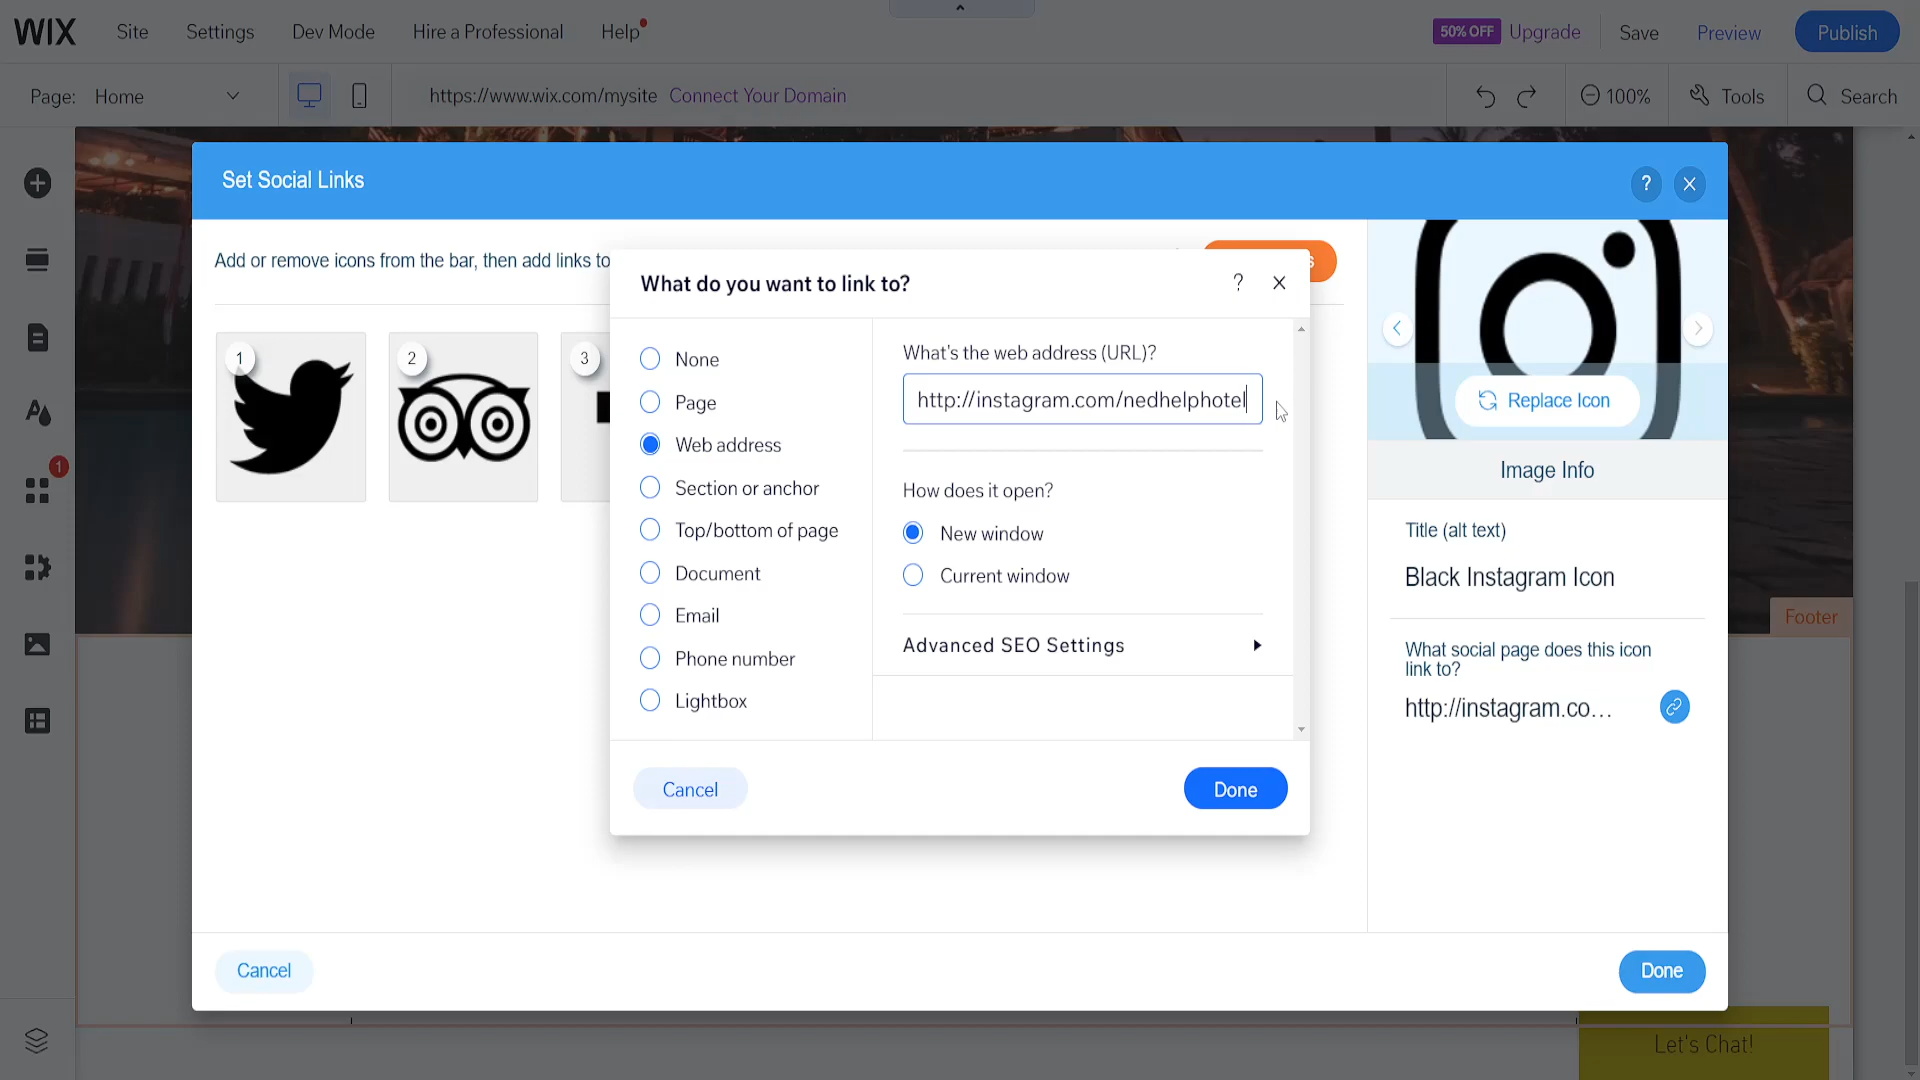 WIX Site Settings Dev Mode Hire a Professional Help 50% OFF Upgrade Save Preview Publish
Page: Home https://www.wix.com/mysite Connect Your Domain 100% Tools Search
Set Social Links ?
Add or remove icons from the bar, then add links to
What do you want to link to? ?
1
2
3
None
Page
Web address
Section or anchor
Top/bottom of page
Document
Email
Phone number
Lightbox
What's the web address (URL)?
http://instagram.com/nedhelphotel
How does it open?
New window
Current window
Advanced SEO Settings
Cancel Done
Replace Icon
Image Info
Title (alt text)
Black Instagram Icon
What social page does this icon
link to?
http://instagram.co...
1
Footer
Cancel Done
Let's Chat!